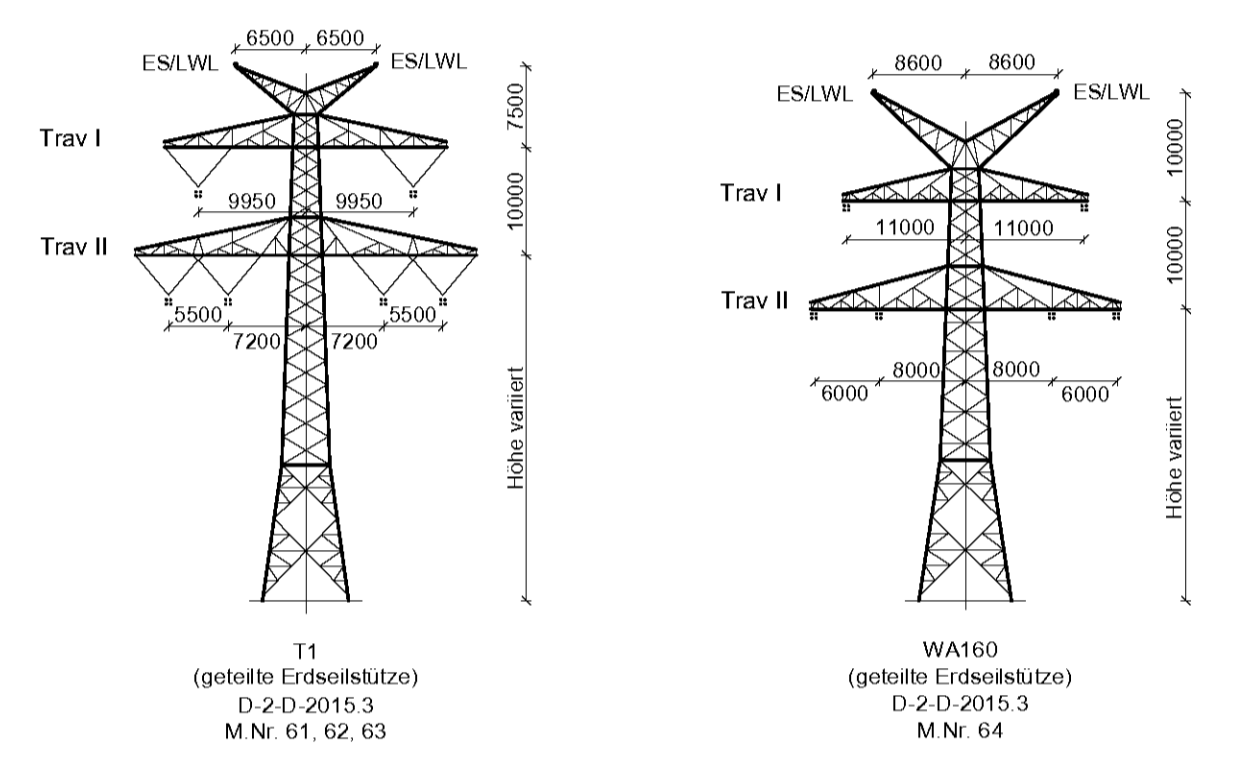 6500 6500
ES/LWL ES/LWL
7500
Trav I
9950 9950
10000
Trav II
5500 5500
7200 7200
Höhe variiert
T1
(geteilte Erdseilstütze)
D-2-D-2015.3
M.Nr. 61, 62, 63
8600 8600
ES/LWL ES/LWL
10000
Trav I
11000 11000
10000
Trav II
8000 8000
6000 6000
Höhe variiert
WA160
(geteilte Erdseilstütze)
D-2-D-2015.3
M.Nr. 64